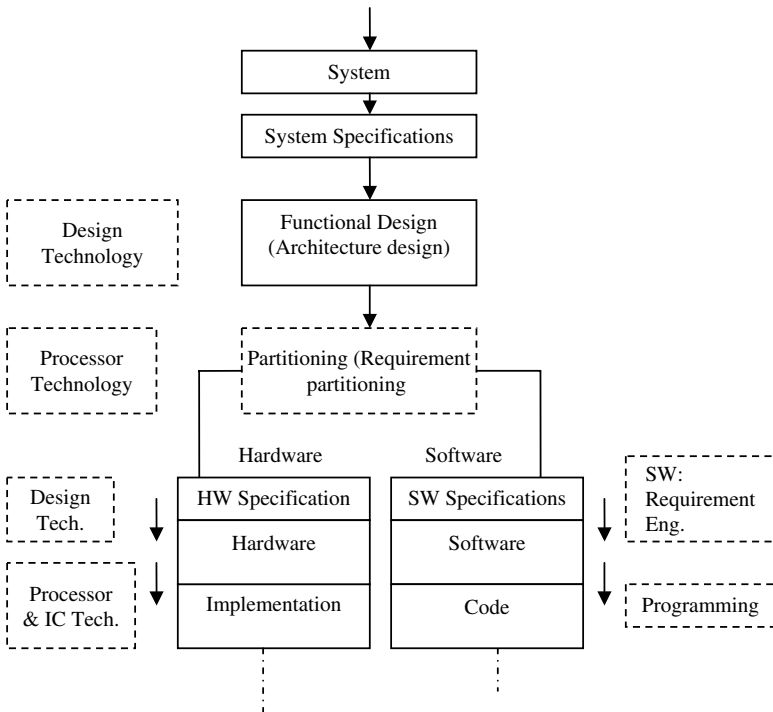 System
System Specifications
Functional Design
(Architecture design)
Design
Technology
Partitioning (Requirement
partitioning
Processor
Technology
Hardware
Software
HW Specification
SW Specifications
Design
Tech.
Hardware
Software
SW:
Requirement
Eng.
Processor
& IC Tech.
Implementation
Code
Programming